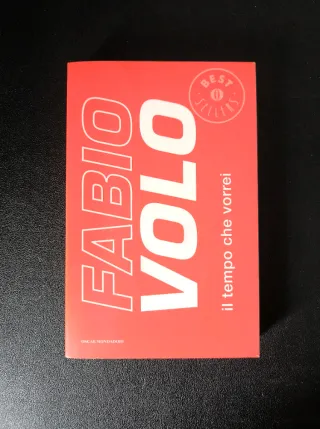 FABIO
VOLO
il tempo che vorrei
BEST
SELLERS